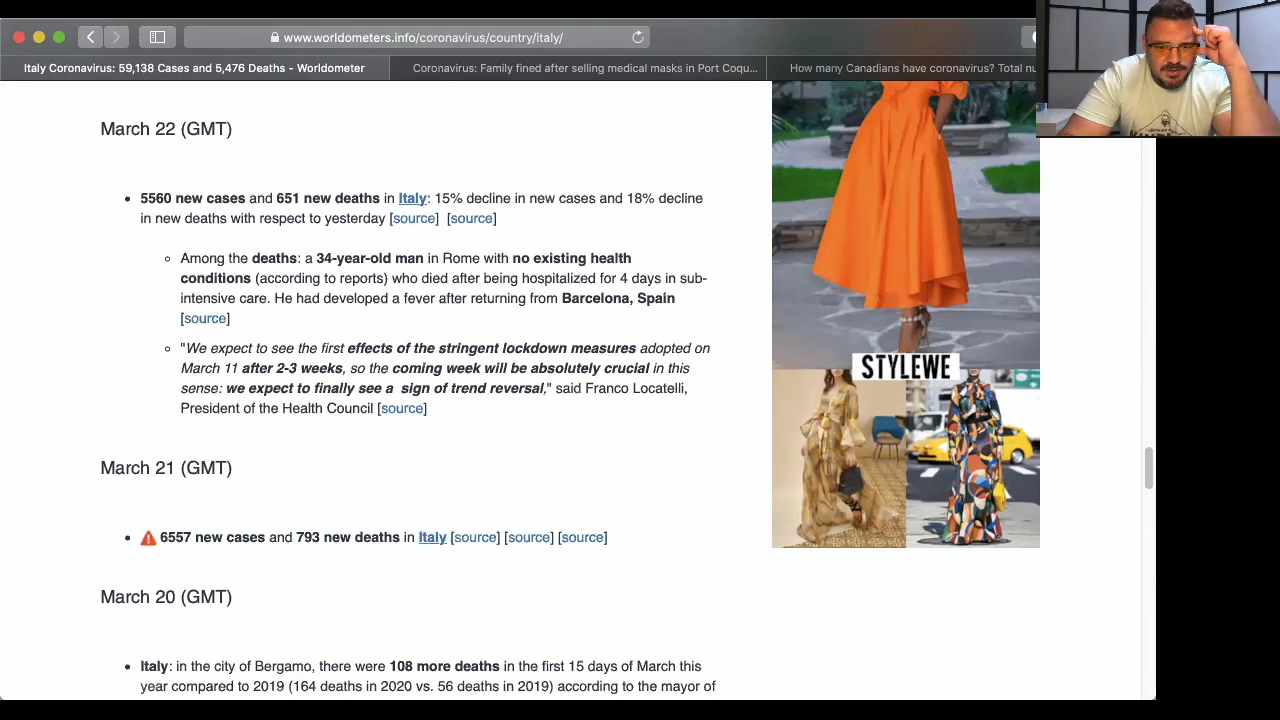 www.worldometers.info/coronavirus/country/italy/
Italy Coronavirus: 59,138 Cases and 5,476 Deaths - Worldometer
Coronavirus: Family fined after selling medical masks in Port Coqu...
How many Canadians have coronavirus? Total nu
March 22 (GMT)
5560 new cases and 651 new deaths in Italy: 15% decline in new cases and 18% decline
in new deaths with respect to yesterday [source] [source]
Among the deaths: a 34-year-old man in Rome with no existing health
conditions (according to reports) who died after being hospitalized for 4 days in sub-
intensive care. He had developed a fever after returning from Barcelona, Spain
[source]
"We expect to see the first effects of the stringent lockdown measures adopted on
March 11 after 2-3 weeks, so the coming week will be absolutely crucial in this
sense: we expect to finally see a sign of trend reversal," said Franco Locatelli,
President of the Health Council [source]
March 21 (GMT)
6557 new cases and 793 new deaths in Italy [source] [source] [source]
March 20 (GMT)
Italy: in the city of Bergamo, there were 108 more deaths in the first 15 days of March this
year compared to 2019 (164 deaths in 2020 vs. 56 deaths in 2019) according to the mayor of
STYLEWE